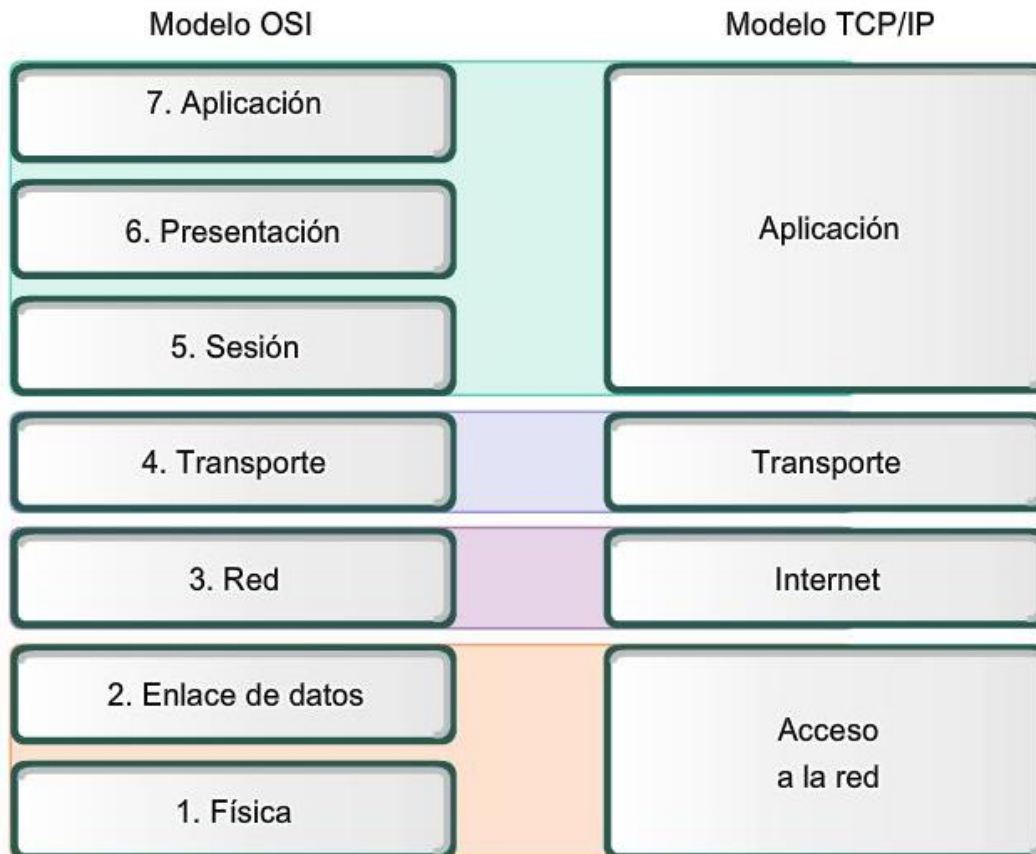 Modelo OSI
Modelo TCP/IP
7. Aplicación
6. Presentación
5. Sesión
Aplicación
4. Transporte
Transporte
3. Red
Internet
2. Enlace de datos
1. Física
Acceso
a la red